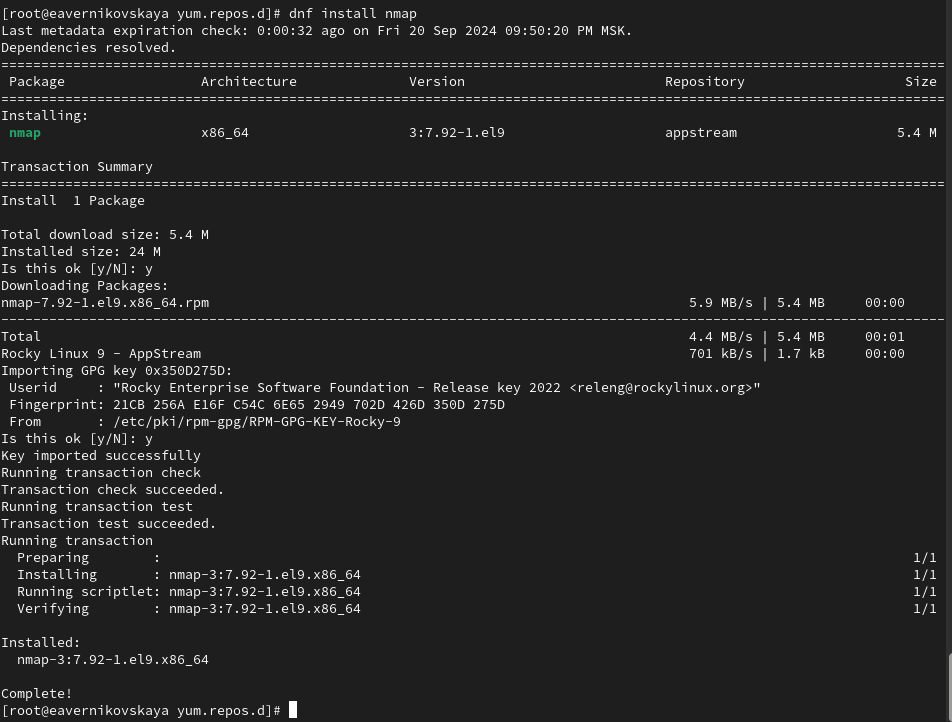 [root@eavernikovskaya yum.repos.d]# dnf install nmap
Last metadata expiration check: 0:00:32 ago on Fri 20 Sep 2024 09:50:20 PM MSK.
Dependencies resolved.
================================================================================
Package Architecture Version Repository Size
================================================================================
Installing:
nmap x86_64 3:7.92-1.el9 appstream 5.4 M
Transaction Summary
================================================================================
Install 1 Package
Total download size: 5.4 M
Installed size: 24 M
Is this ok [y/N]: y
Downloading Packages:
nmap-7.92-1.el9.x86_64.rpm 5.9 MB/s | 5.4 MB 00:00
--------------------------------------------------------------------------------
Total 4.4 MB/s | 5.4 MB 00:01
Rocky Linux 9 - AppStream 701 kB/s | 1.7 kB 00:00
Importing GPG key 0x350D275D:
Userid : "Rocky Enterprise Software Foundation - Release key 2022 <releng@rockylinux.org>"
Fingerprint: 21CB 256A E16F C54C 6E65 2949 702D 426D 350D 275D
From : /etc/pki/rpm-gpg/RPM-GPG-KEY-Rocky-9
Is this ok [y/N]: y
Key imported successfully
Running transaction check
Transaction check succeeded.
Running transaction test
Transaction test succeeded.
Running transaction
Preparing : 1/1
Installing : nmap-3:7.92-1.el9.x86_64 1/1
Running scriptlet: nmap-3:7.92-1.el9.x86_64 1/1
Verifying : nmap-3:7.92-1.el9.x86_64 1/1
Installed:
nmap-3:7.92-1.el9.x86_64
Complete!
[root@eavernikovskaya yum.repos.d]#